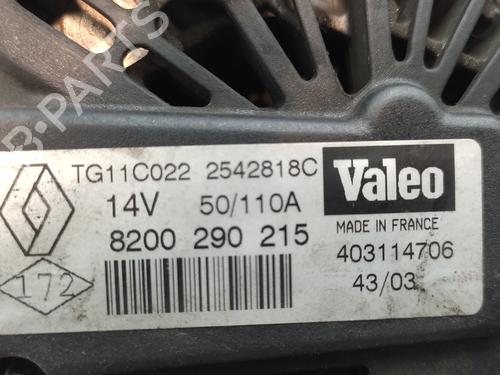 TG11C022 2542818C
Valeo
14V 50/110A
MADE IN FRANCE
8200 290 215
403114706
172
43/03
B-PARTS